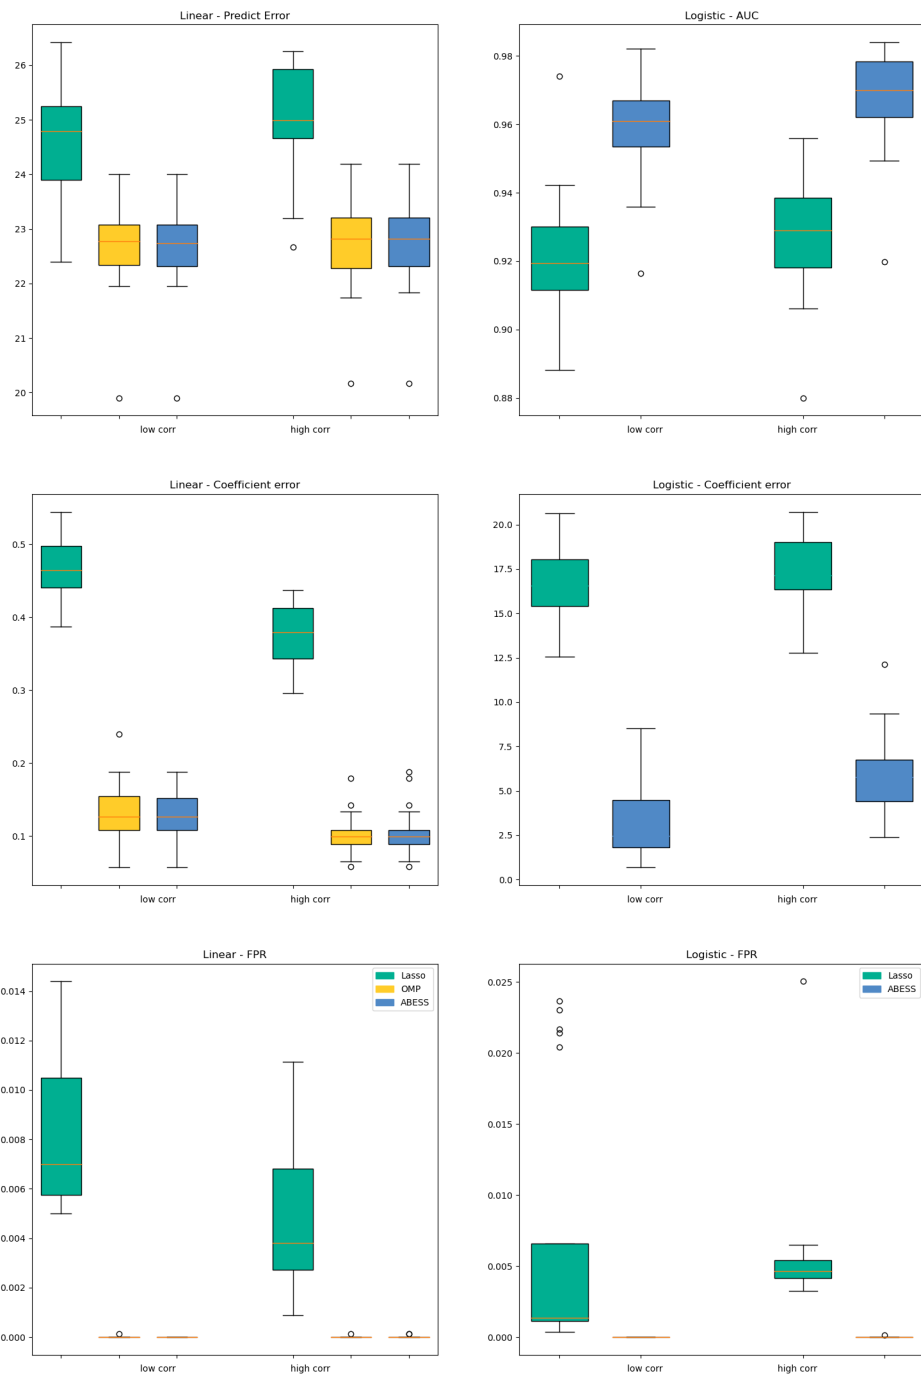 Linear - Predict Error
26
25
24
23
22
21
20
low corr
high corr
Logistic - AUC
0.98
0.96
0.94
0.92
0.90
0.88
low corr
high corr
Linear - Coefficient error
0.5
0.4
0.3
0.2
0.1
low corr
high corr
Logistic - Coefficient error
20.0
17.5
15.0
12.5
10.0
7.5
5.0
2.5
0.0
low corr
high corr
Linear - FPR
0.014
0.012
0.010
0.008
0.006
0.004
0.002
0.000
Lasso
OMP
ABESS
low corr
high corr
Logistic - FPR
0.025
0.020
0.015
0.010
0.005
0.000
Lasso
ABESS
low corr
high corr